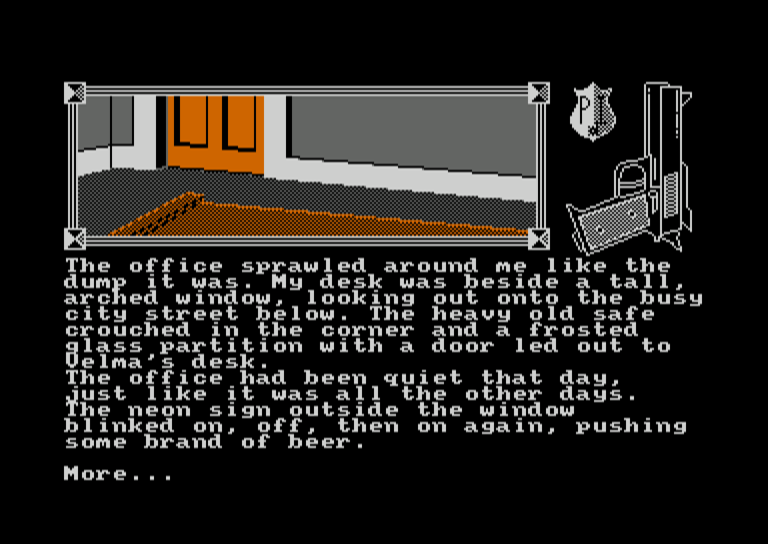 P I
The office sprawled around me like the
dump it was. My desk was beside a tall,
arched window, looking out onto the busy
city street below. The heavy old safe
crouched in the corner and a frosted
glass partition with a door led out to
Velma's desk.
The office had been quiet that day,
just like it was all the other days.
The neon sign outside the window
blinked on, off, then on again, pushing
some brand of beer.
More...